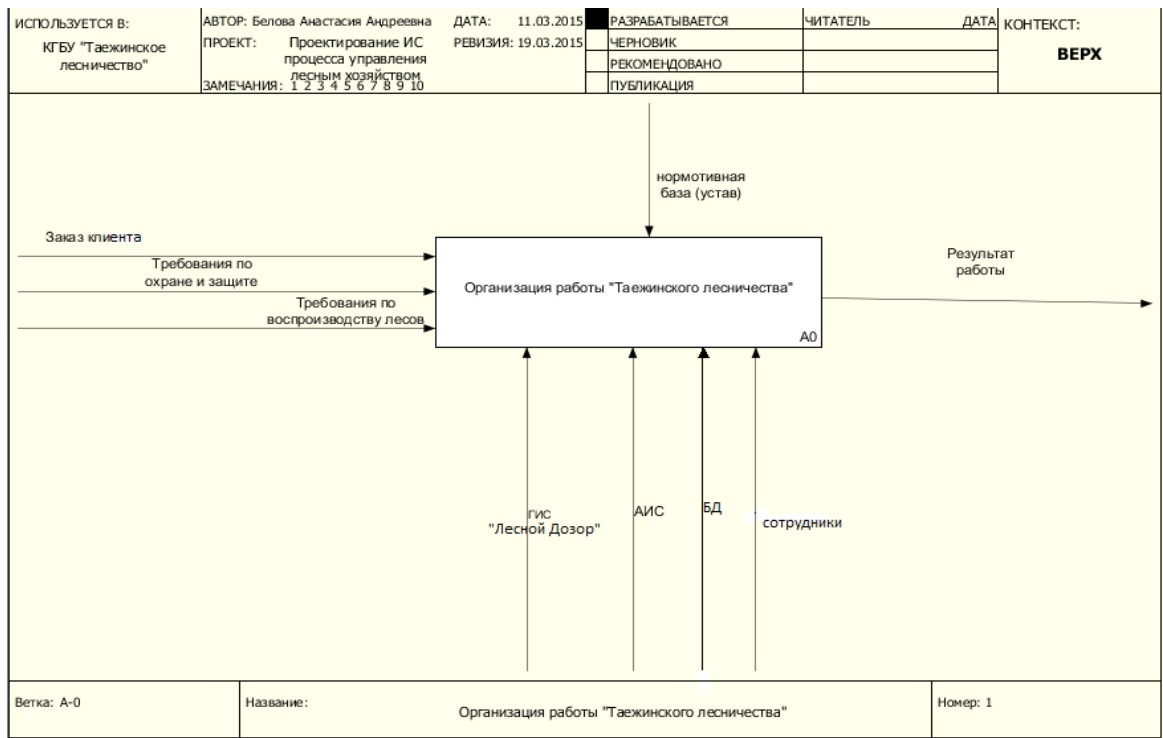 ИСПОЛЬЗУЕТСЯ В:
КГБУ "Таежинское
лесничество"
АВТОР: Белова Анастасия Андреевна
ДАТА: 11.03.2015
ПРОЕКТ: Проектирование ИС
процесса управления
лесным хозяйством
РЕВИЗИЯ: 19.03.2015
ЗАМЕЧАНИЯ: 1 2 3 4 5 6 7 8 9 10
РАЗРАБАТЫВАЕТСЯ
ЧЕРНОВИК
РЕКОМЕНДОВАНО
ПУБЛИКАЦИЯ
ЧИТАТЕЛЬ
ДАТА
КОНТЕКСТ:
ВЕРХ
нормотивная
база (устав)
Заказ клиента
Требования по
охране и защите
Требования по
воспроизводству лесов
Организация работы "Таежинского лесничества"
A0
Результат
работы
ГИС
"Лесной Дозор"
АИС
БД
сотрудники
Ветка: A-0
Название:
Организация работы "Таежинского лесничества"
Номер: 1